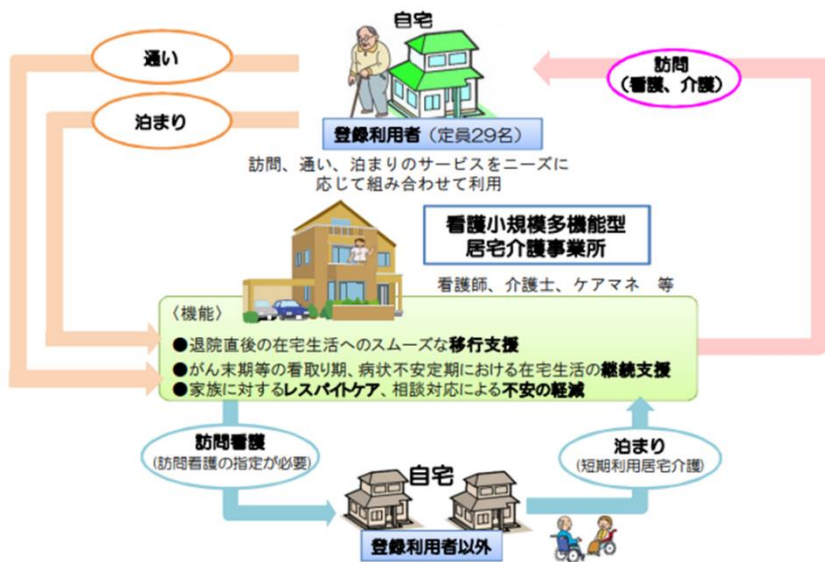 自宅
通い
訪問
(看護、介護)
泊まり
登録利用者（定員29名）
訪問、通い、泊まりのサービスをニーズに
応じて組み合わせて利用
看護小規模多機能型
居宅介護事業所
看護師、介護士、ケアマネ　等
〈機能〉
●退院直後の在宅生活へのスムーズな移行支援
●がん末期等の看取り期、病状不安定期における在宅生活の継続支援
●家族に対するレスパイトケア、相談対応による不安の軽減
訪問看護
(訪問看護の指定が必要)
泊まり
(短期利用居宅介護)
自宅
登録利用者以外